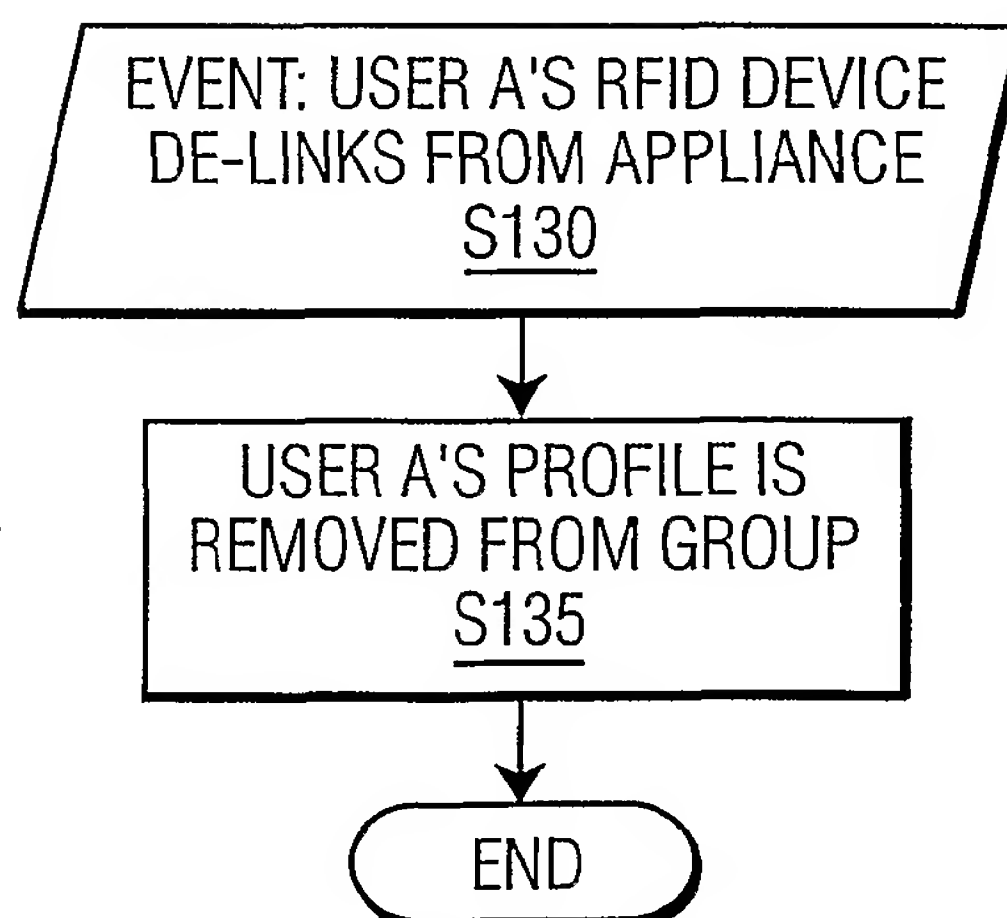 EVENT: USER A'S RFID DEVICE
DE-LINKS FROM APPLIANCE
S130
USER A'S PROFILE IS
REMOVED FROM GROUP
S135
END